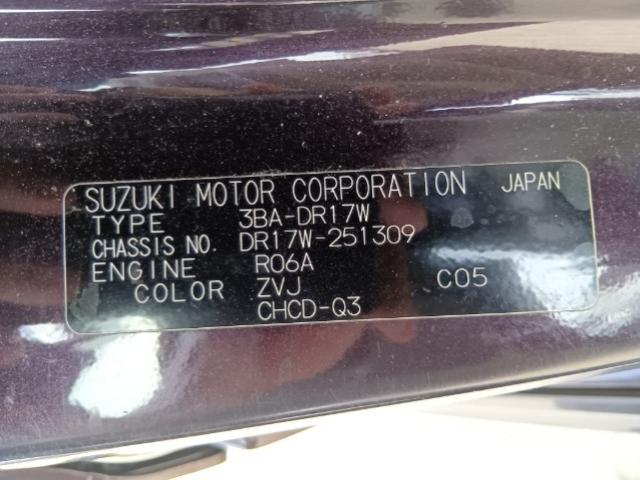 SUZUKI MOTOR CORPORATION JAPAN
TYPE 3BA-DR17W
CHASSIS NO. DR17W-251309
ENGINE R06A
COLOR ZVJ C05
CHCD-Q3